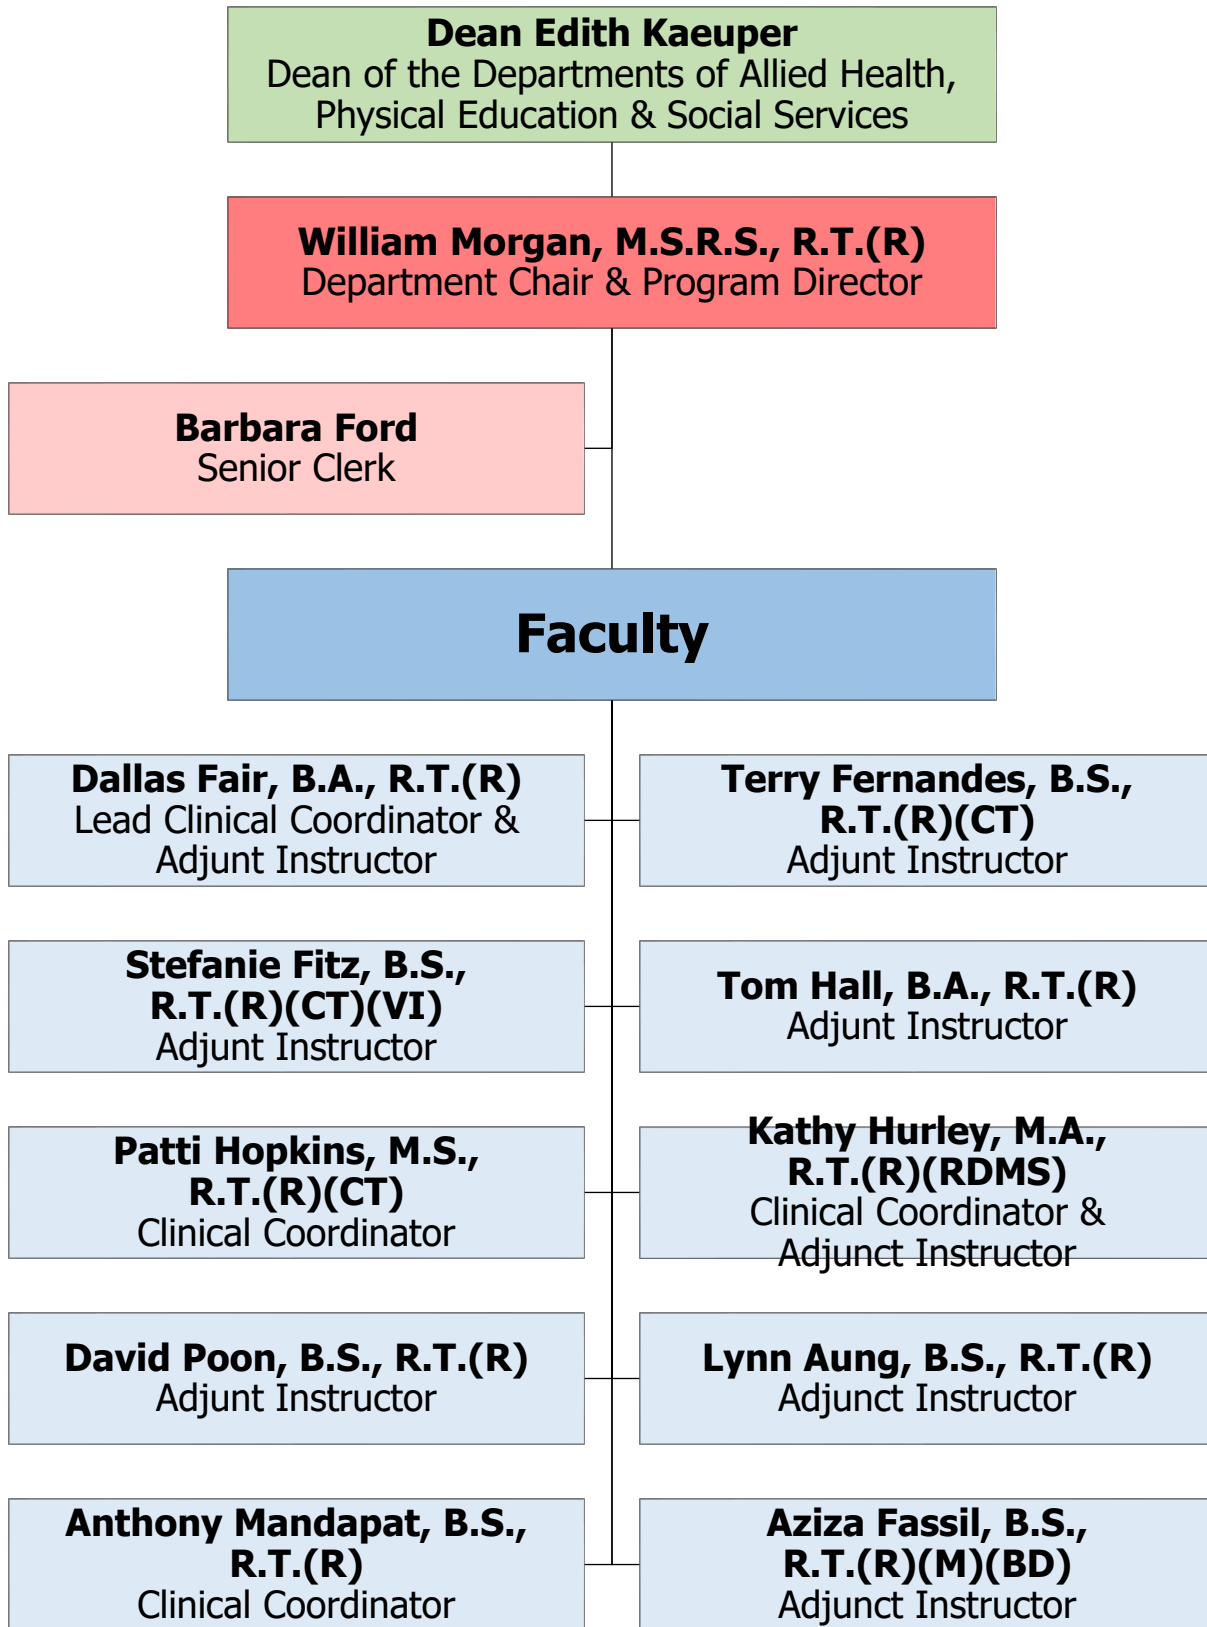 Dean Edith Kaeuper
Dean of the Departments of Allied Health,
Physical Education & Social Services
William Morgan, M.S.R.S., R.T.(R)
Department Chair & Program Director
Barbara Ford
Senior Clerk
Faculty
Dallas Fair, B.A., R.T.(R)
Lead Clinical Coordinator &
Adjunt Instructor
Terry Fernandes, B.S.,
R.T.(R)(CT)
Adjunt Instructor
Stefanie Fitz, B.S.,
R.T.(R)(CT)(VI)
Adjunt Instructor
Tom Hall, B.A., R.T.(R)
Adjunt Instructor
Patti Hopkins, M.S.,
R.T.(R)(CT)
Clinical Coordinator
Kathy Hurley, M.A.,
R.T.(R)(RDMS)
Clinical Coordinator &
Adjunct Instructor
David Poon, B.S., R.T.(R)
Adjunt Instructor
Lynn Aung, B.S., R.T.(R)
Adjunct Instructor
Anthony Mandapat, B.S.,
R.T.(R)
Clinical Coordinator
Aziza Fassil, B.S.,
R.T.(R)(M)(BD)
Adjunct Instructor